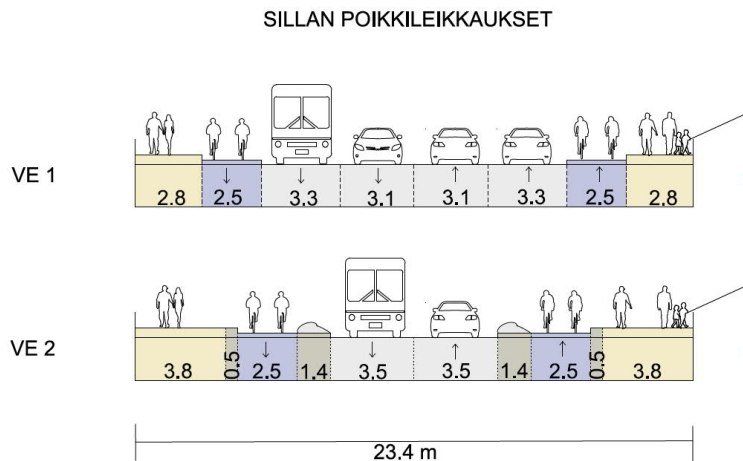 SILLAN POIKKILEIKKAUKSET
VE 1
2.8 2.5 3.3 3.1 3.1 3.3 2.5 2.8
VE 2
3.8 0.5 2.5 1.4 3.5 3.5 1.4 2.5 0.5 3.8
23,4 m